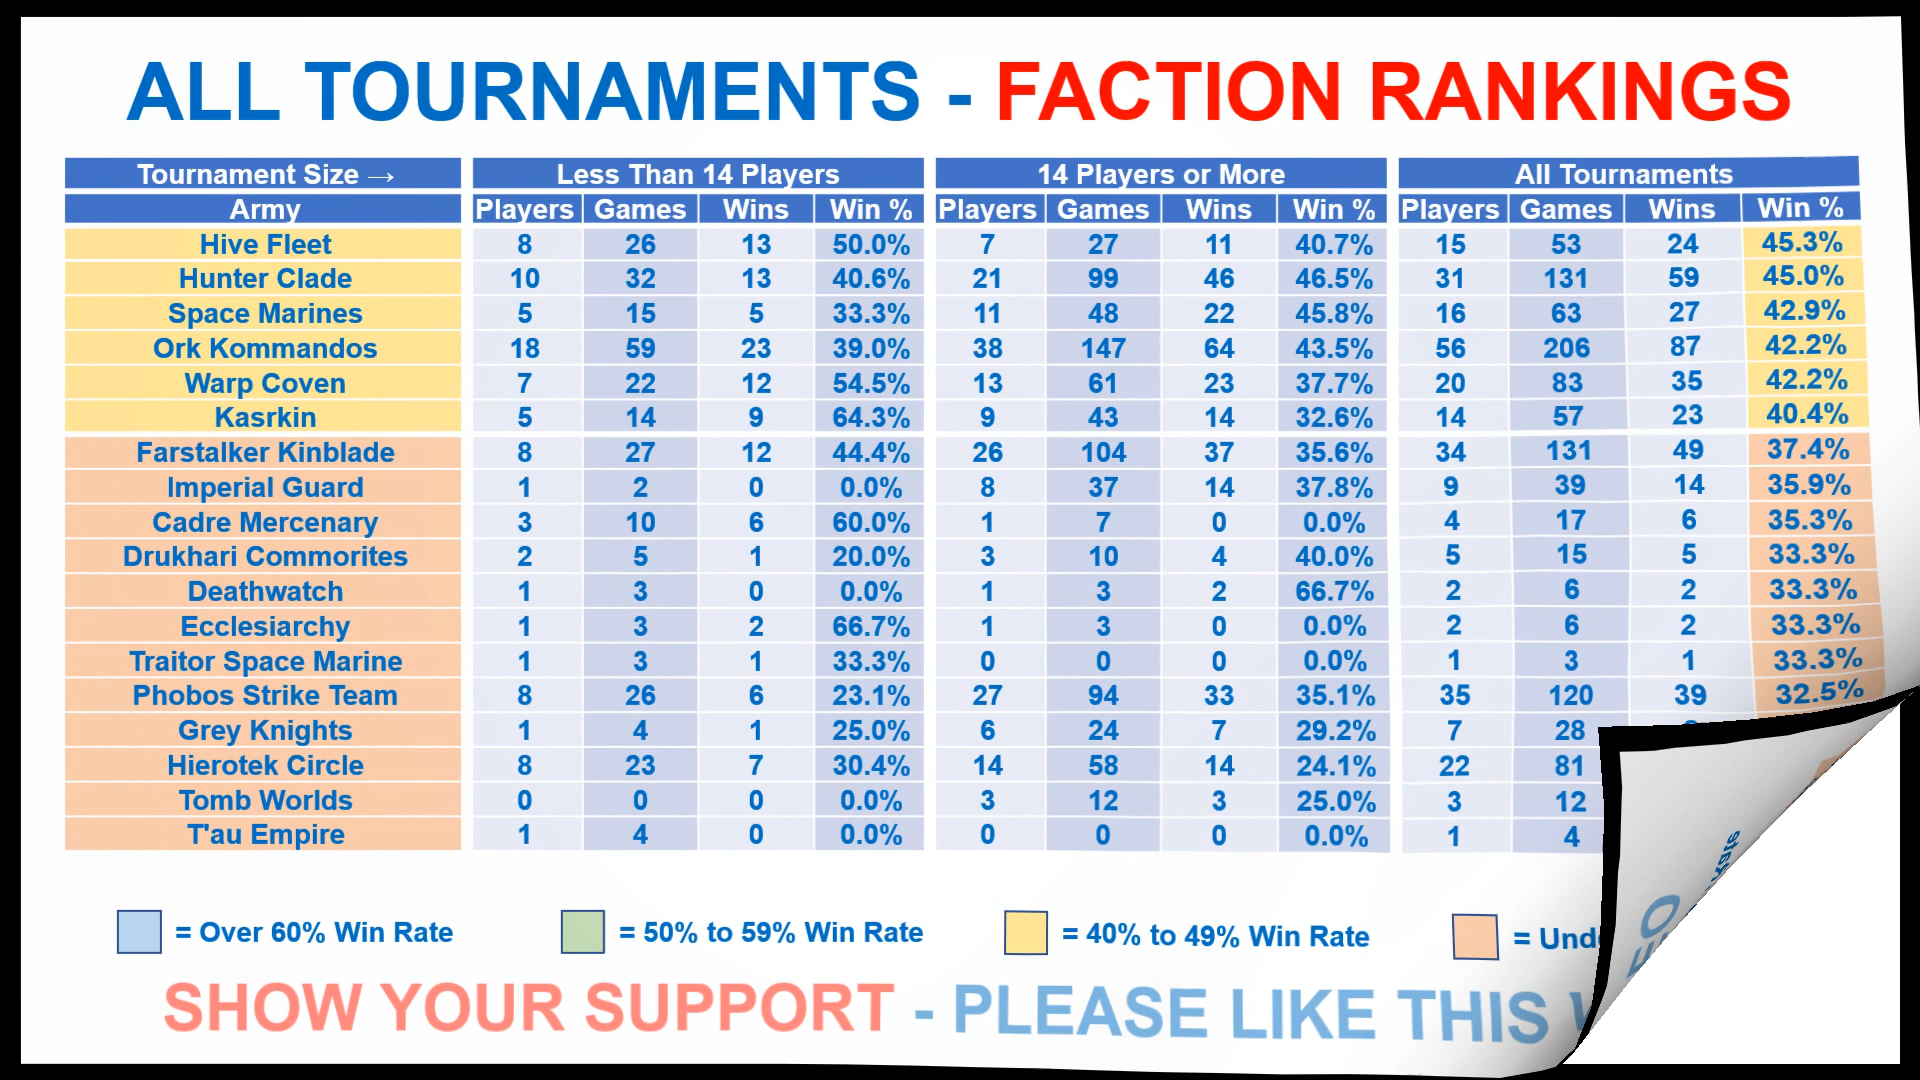 ALL TOURNAMENTS - FACTION RANKINGS
Tournament Size → Less Than 14 Players 14 Players or More All Tournaments
Army Players Games Wins Win % Players Games Wins Win % Players Games Wins Win %
Hive Fleet 8 26 13 50.0% 7 27 11 40.7% 15 53 24 45.3%
Hunter Clade 10 32 13 40.6% 21 99 46 46.5% 31 131 59 45.0%
Space Marines 5 15 5 33.3% 11 48 22 45.8% 16 63 27 42.9%
Ork Kommandos 18 59 23 39.0% 38 147 64 43.5% 56 206 87 42.2%
Warp Coven 7 22 12 54.5% 13 61 23 37.7% 20 83 35 42.2%
Kasrkin 5 14 9 64.3% 9 43 14 32.6% 14 57 23 40.4%
Farstalker Kinblade 8 27 12 44.4% 26 104 37 35.6% 34 131 49 37.4%
Imperial Guard 1 2 0 0.0% 8 37 14 37.8% 9 39 14 35.9%
Cadre Mercenary 3 10 6 60.0% 1 7 0 0.0% 4 17 6 35.3%
Drukhari Commorites 2 5 1 20.0% 3 10 4 40.0% 5 15 5 33.3%
Deathwatch 1 3 0 0.0% 1 3 2 66.7% 2 6 2 33.3%
Ecclesiarchy 1 3 2 66.7% 1 3 0 0.0% 2 6 2 33.3%
Traitor Space Marine 1 3 1 33.3% 0 0 0 0.0% 1 3 1 33.3%
Phobos Strike Team 8 26 6 23.1% 27 94 33 35.1% 35 120 39 32.5%
Grey Knights 1 4 1 25.0% 6 24 7 29.2% 7 28
Hierotek Circle 8 23 7 30.4% 14 58 14 24.1% 22 81
Tomb Worlds 0 0 0 0.0% 3 12 3 25.0% 3 12
T'au Empire 1 4 0 0.0% 0 0 0 0.0% 1 4
= Over 60% Win Rate = 50% to 59% Win Rate = 40% to 49% Win Rate =
SHOW YOUR SUPPORT - PLEASE LIKE THIS